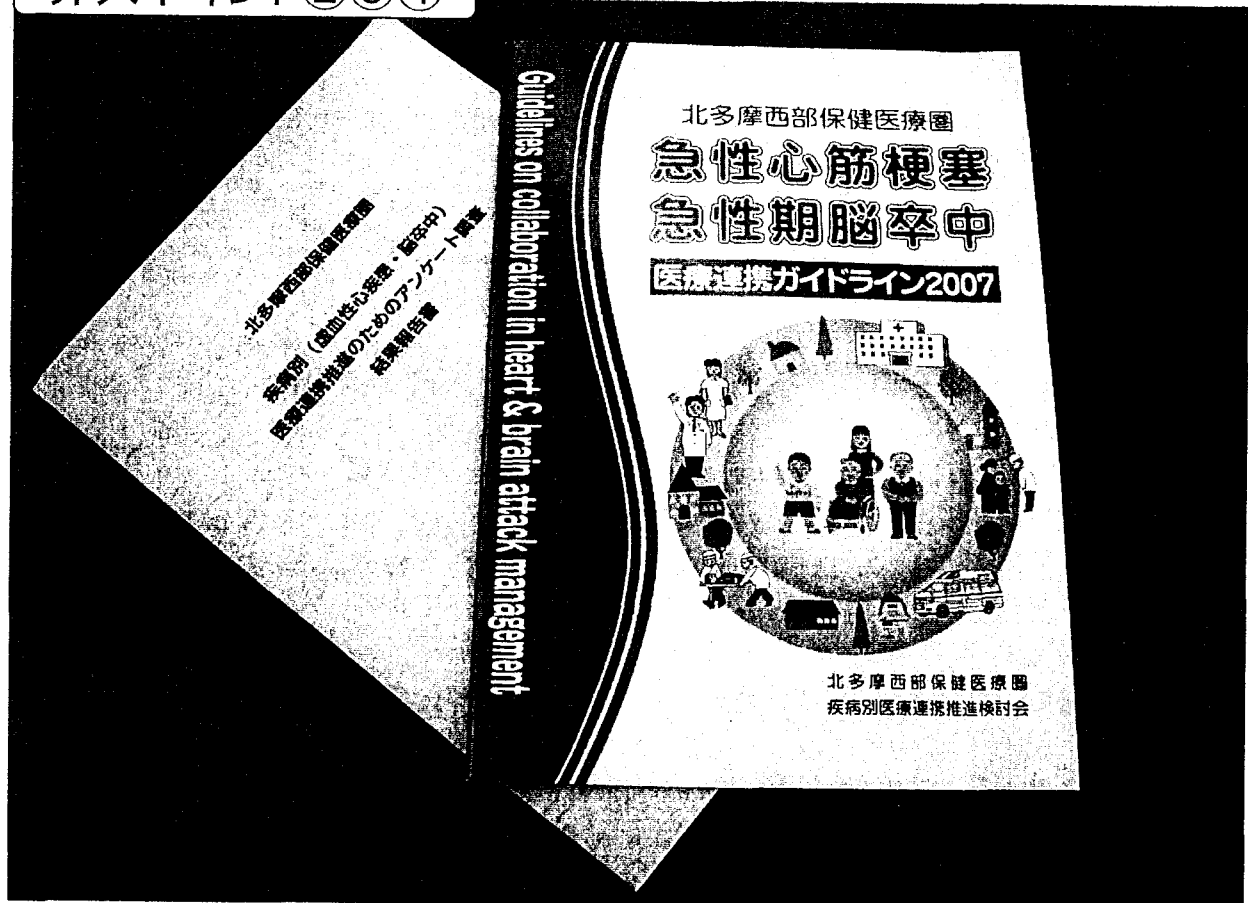 北多摩西部保健医療圏
疾病別（虚血性心疾患・脳卒中）
医療連携推進のためのアンケート調査
結果報告書
Guidelines on collaboration in heart & brain attack management
北多摩西部保健医療圏
急性心筋梗塞
急性期脳卒中
医療連携ガイドライン2007
北多摩西部保健医療圏
疾病別医療連携推進検討会